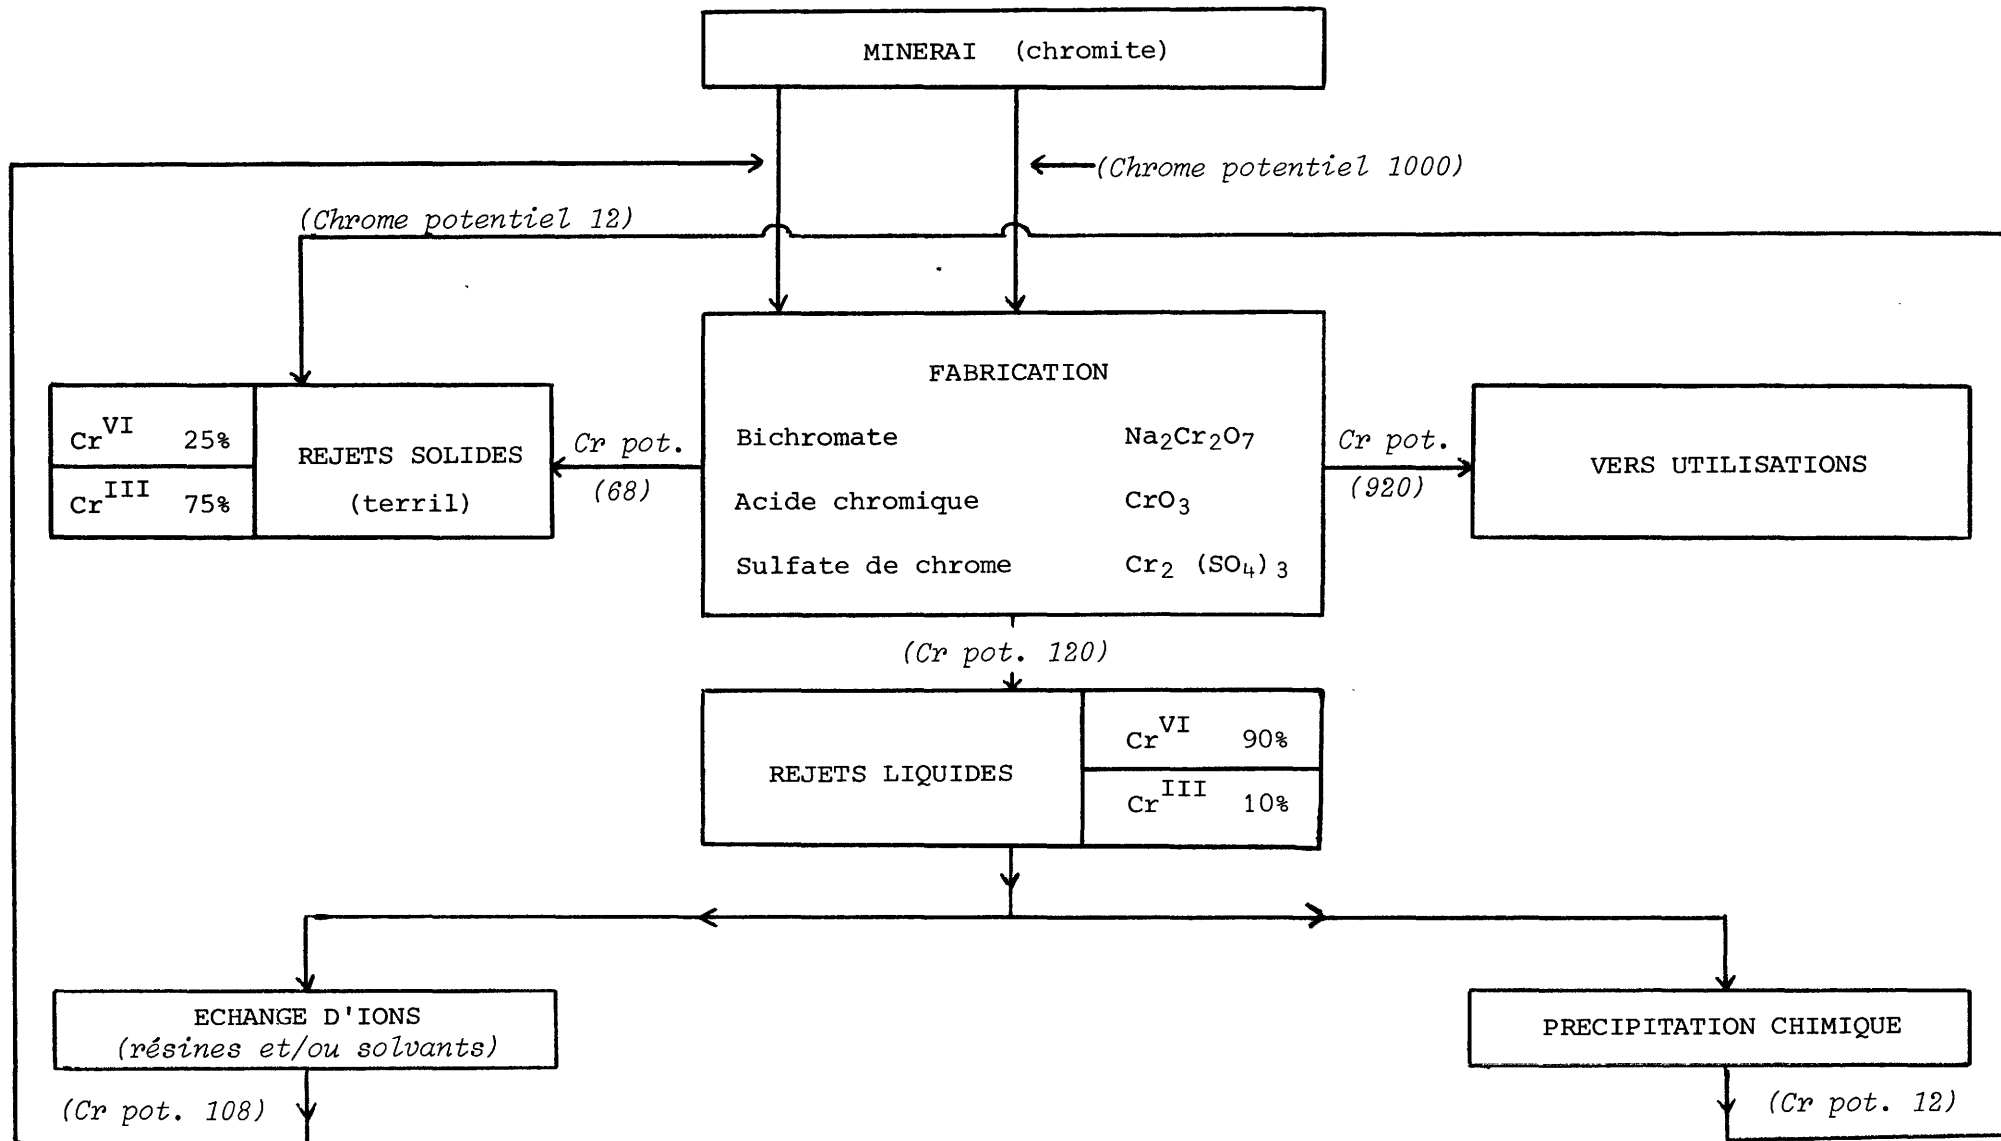 MINERAI (chromite)
(Chrome potentiel 1000)
(Chrome potentiel 12)
FABRICATION
Bichromate Na₂Cr₂O₇
Acide chromique CrO₃
Sulfate de chrome Cr₂ (SO₄)₃
Cr^VI 25%
Cr^III 75%
REJETS SOLIDES
(terril)
Cr pot.
(68)
Cr pot.
(920)
VERS UTILISATIONS
(Cr pot. 120)
REJETS LIQUIDES
Cr^VI 90%
Cr^III 10%
ECHANGE D'IONS
(résines et/ou solvants)
PRECIPITATION CHIMIQUE
(Cr pot. 108)
(Cr pot. 12)